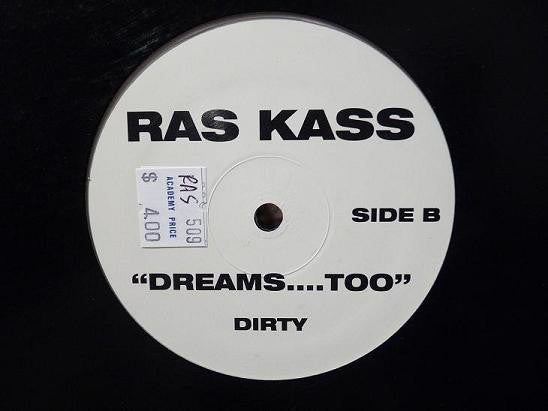 RAS KASS
RAS 509
ACADEMY PRICE
$ 4.00
SIDE B
“DREAMS....TOO”
DIRTY